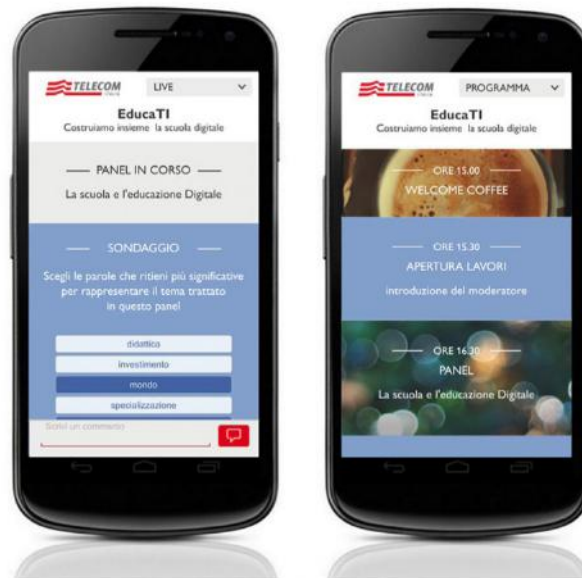 TELECOM
LIVE
EducaTI
Costruiamo insieme la scuola digitale
PANEL IN CORSO
La scuola e l'educazione Digitale
SONDAGGIO
Scegli le parole che ritieni più significative
per rappresentare il tema trattato
in questo panel
didattica
investimento
mondo
specializzazione
Scrivi un commento
TELECOM
PROGRAMMA
EducaTI
Costruiamo insieme la scuola digitale
ORE 15.00
WELCOME COFFEE
ORE 15.30
APERTURA LAVORI
introduzione del moderatore
ORE 16.30
PANEL
La scuola e l'educazione Digitale